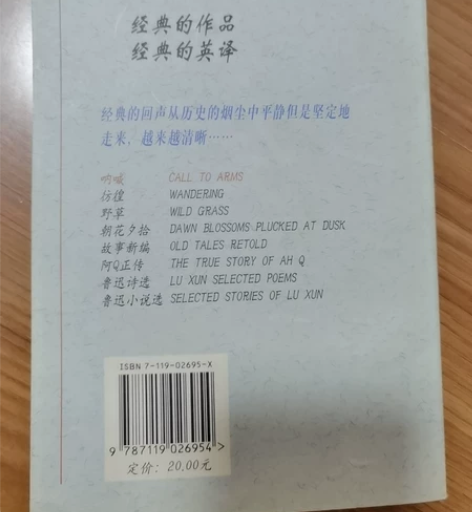 经典的作品
经典的英译
经典的回声从历史的烟尘中平静但是坚定地
走来，越来越清晰……
呐喊 CALL TO ARMS
彷徨 WANDERING
野草 WILD GRASS
朝花夕拾 DAWN BLOSSOMS PLUCKED AT DUSK
故事新编 OLD TALES RETOLD
阿Q正传 THE TRUE STORY OF AH Q
鲁迅诗选 LU XUN SELECTED POEMS
鲁迅小说选 SELECTED STORIES OF LU XUN
ISBN 7-119-02695-X
9 787119 026954 >
定价：20.00元